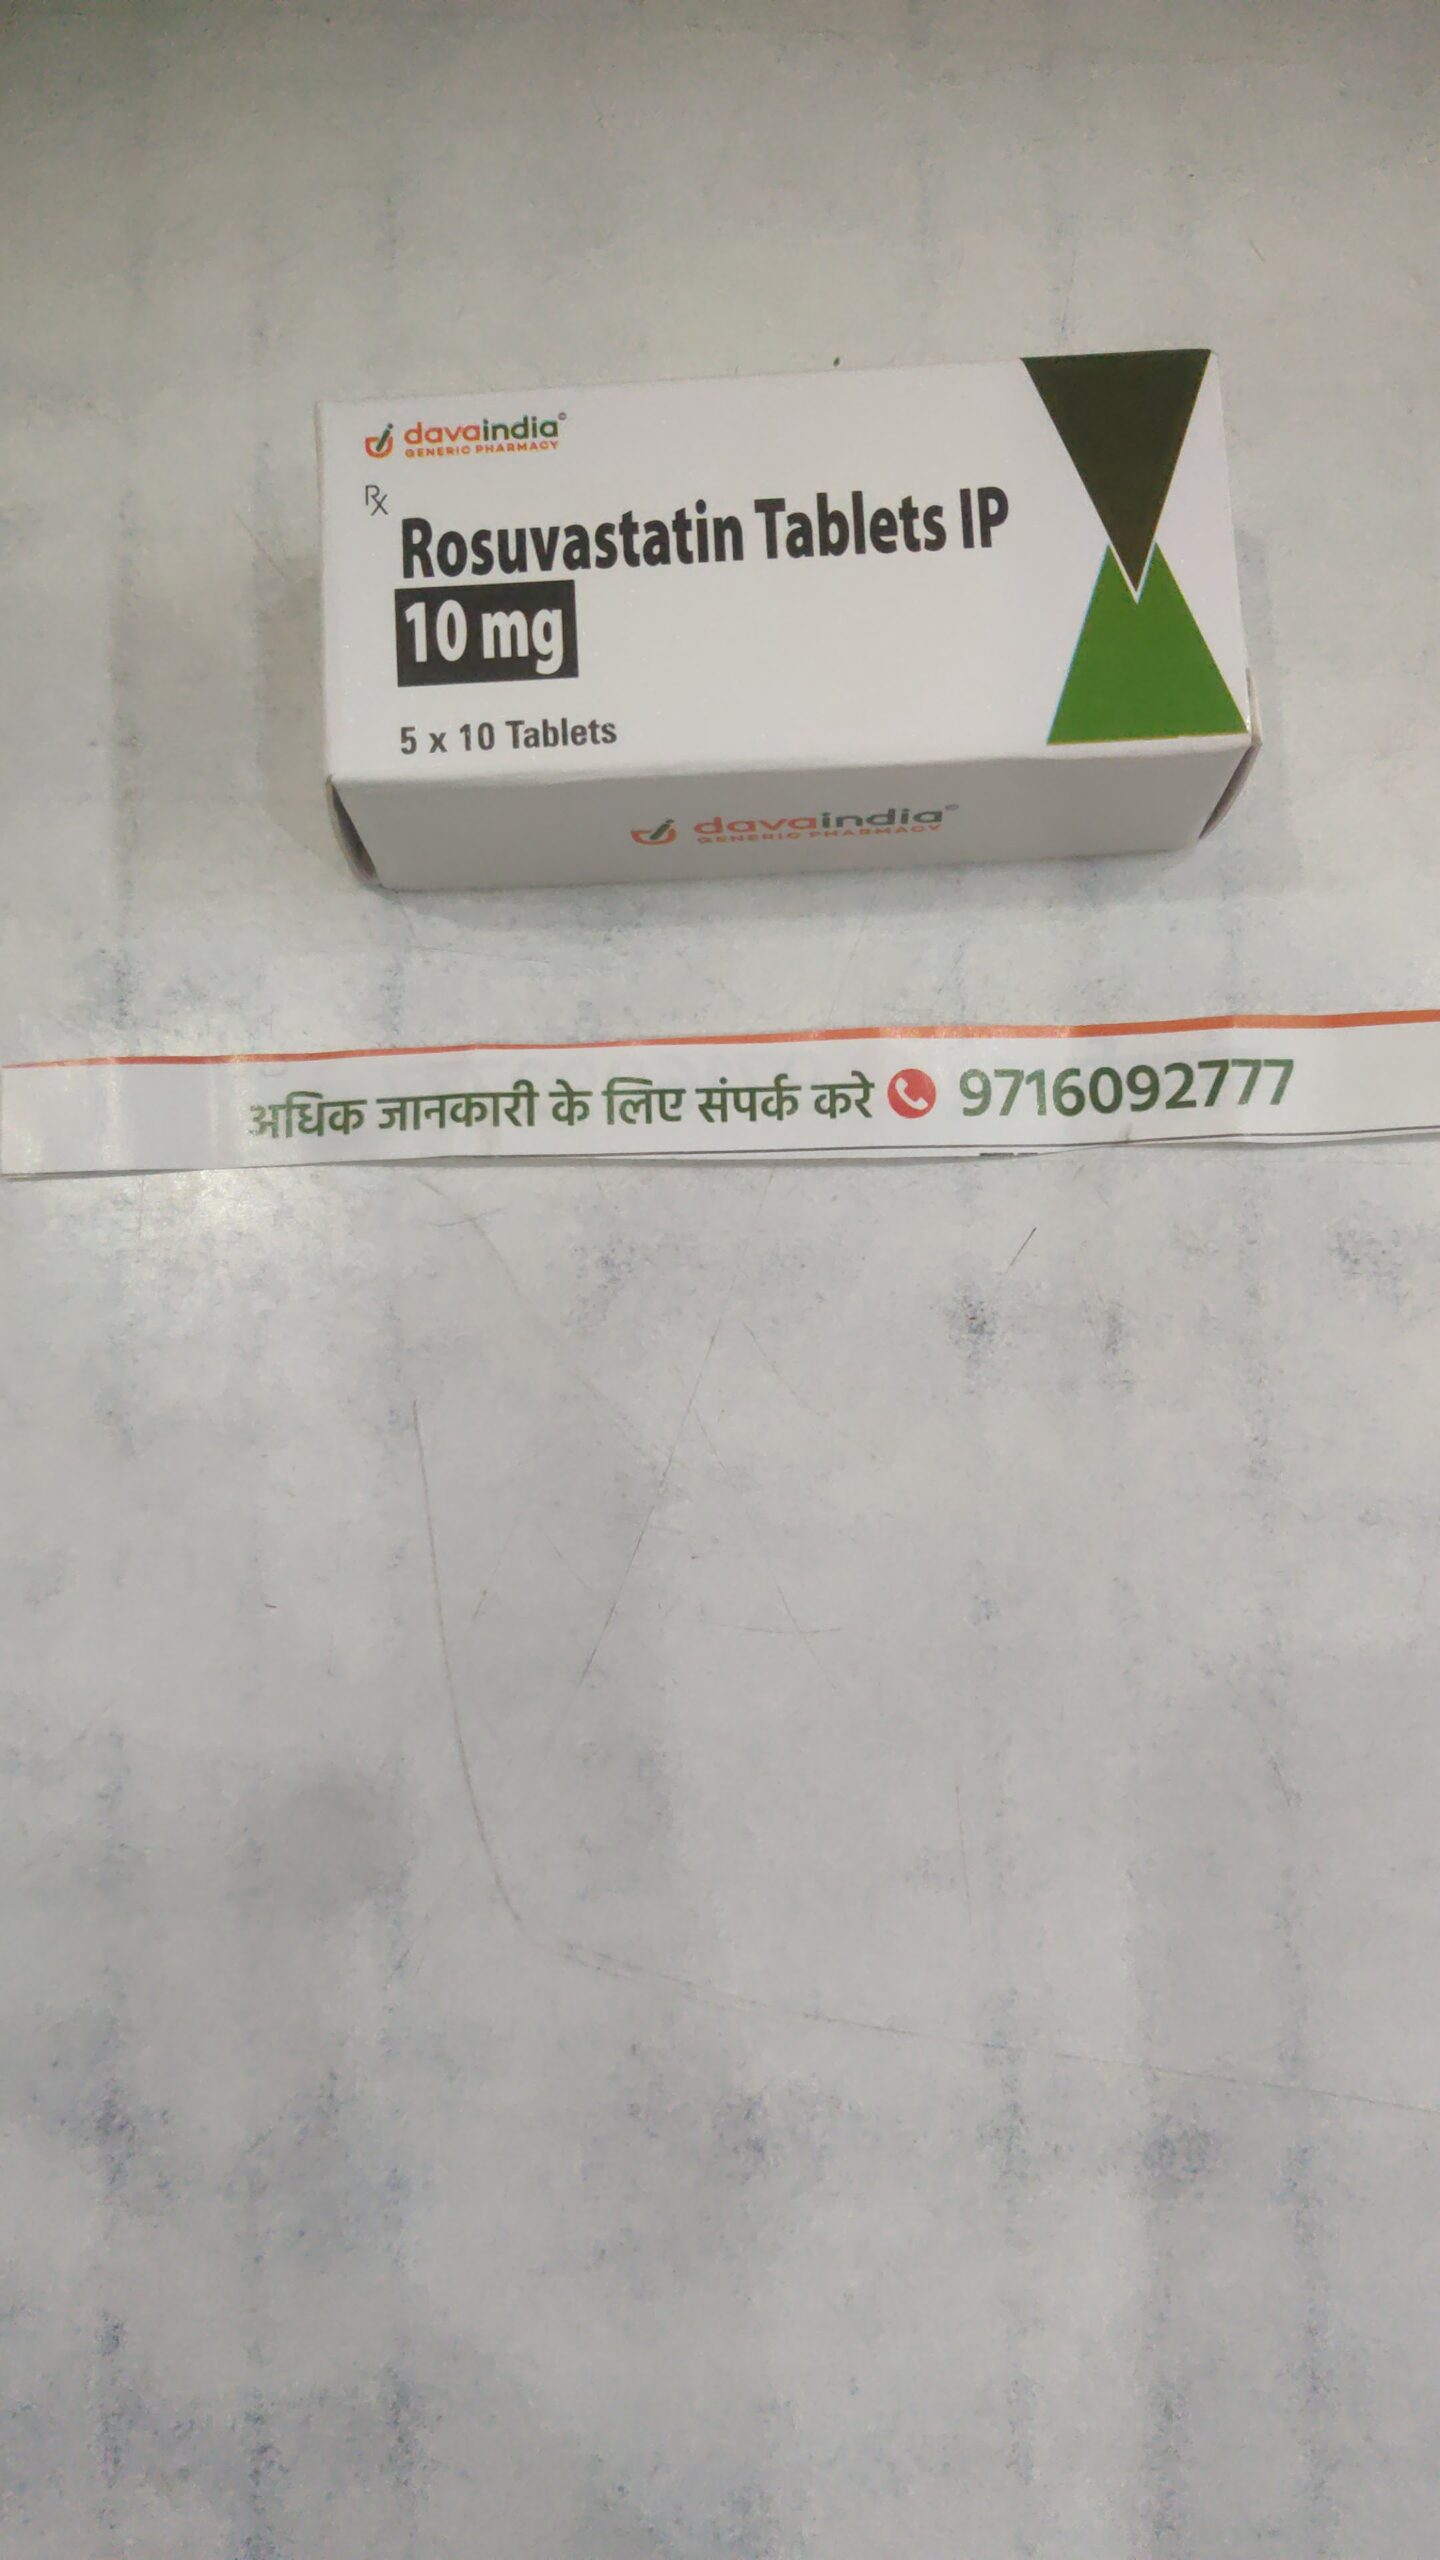 davaindia
GENERIC PHARMACY
Rx
Rosuvastatin Tablets IP
10 mg
5 x 10 Tablets
davaindia
GENERIC PHARMACY
अधिक जानकारी के लिए संपर्क करे 9716092777